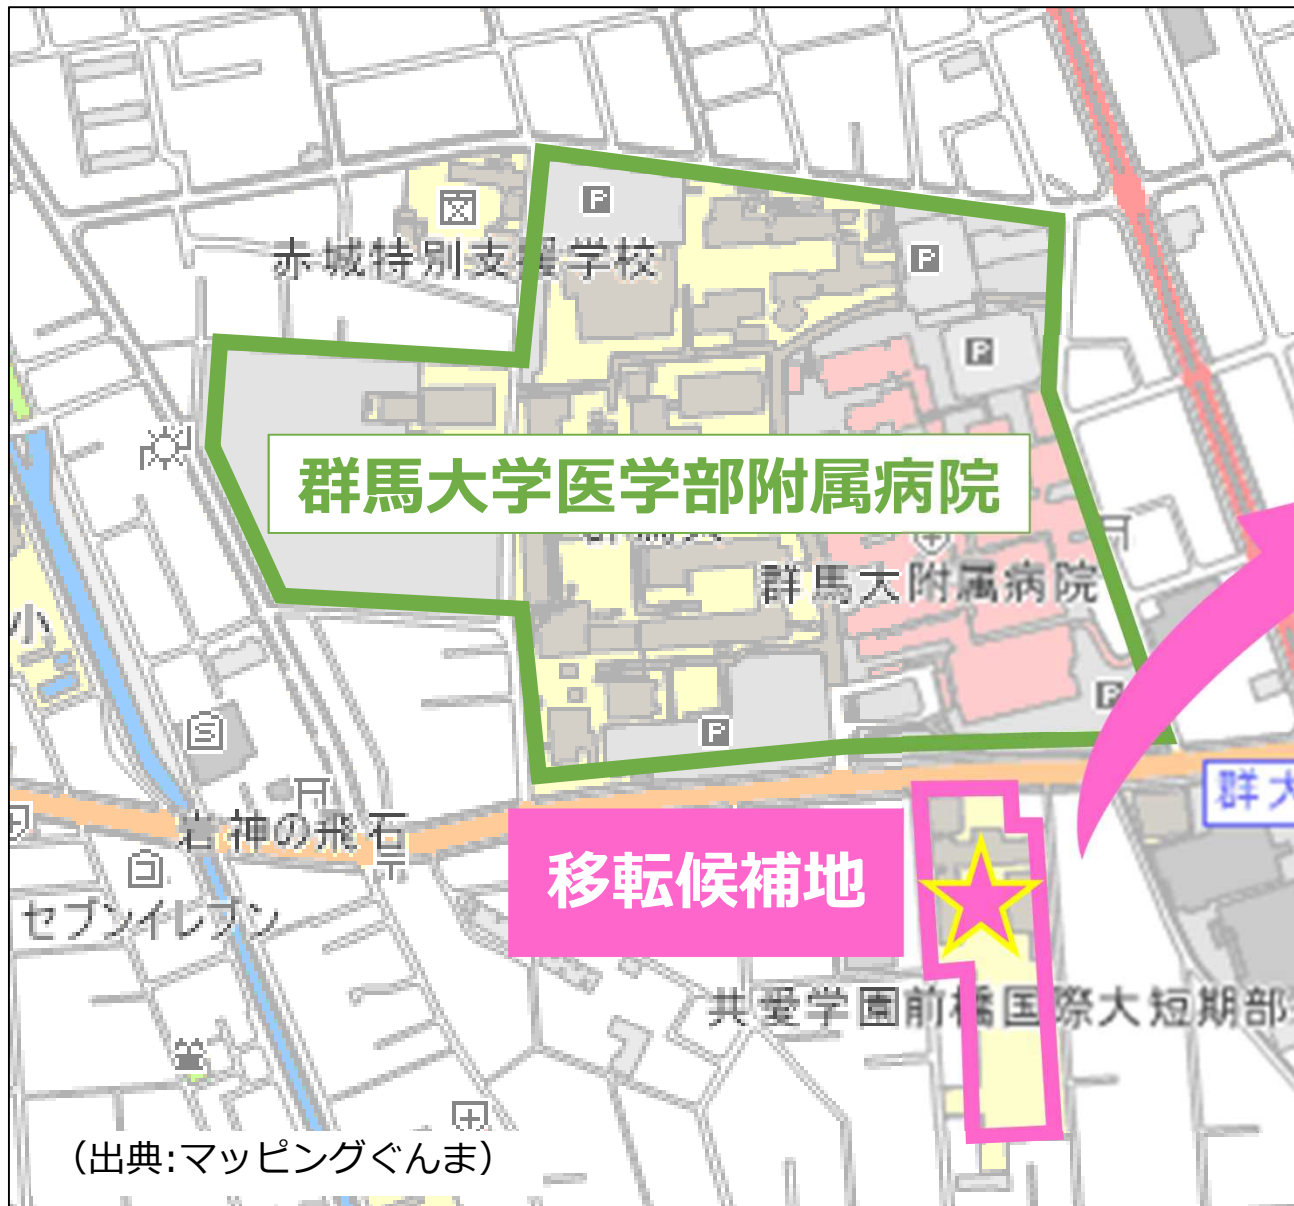 赤城特別支援学校
群馬大学医学部附属病院
群馬大附属病院
小
群大
岩神の飛石
移転候補地
セブンイレブン
共愛学園前橋国際大短期部
(出典:マッピングぐんま)